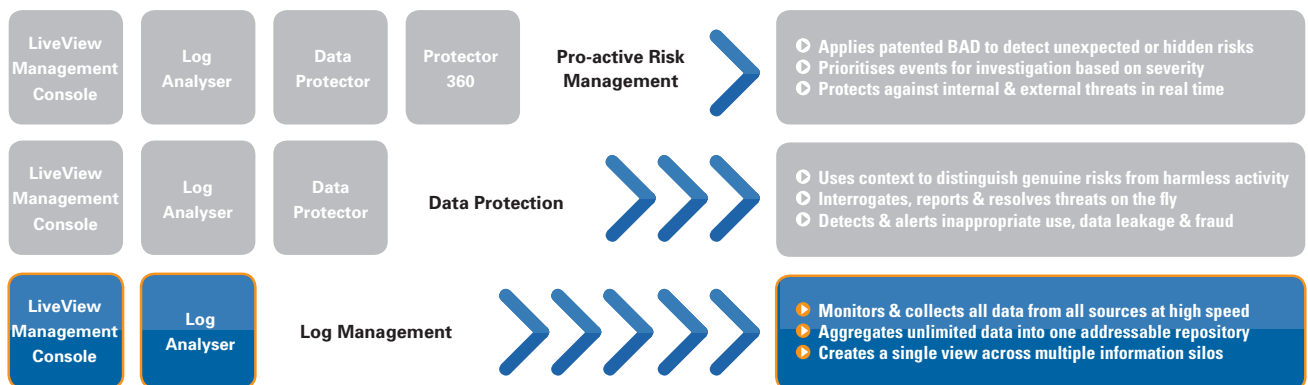 LiveView
Management
Console
Log
Analyser
Data
Protector
Protector
360
Pro-active Risk
Management
Applies patented BAD to detect unexpected or hidden risks
Prioritises events for investigation based on severity
Protects against internal & external threats in real time
LiveView
Management
Console
Log
Analyser
Data
Protector
Data Protection
Uses context to distinguish genuine risks from harmless activity
Interrogates, reports & resolves threats on the fly
Detects & alerts inappropriate use, data leakage & fraud
LiveView
Management
Console
Log
Analyser
Log Management
Monitors & collects all data from all sources at high speed
Aggregates unlimited data into one addressable repository
Creates a single view across multiple information silos